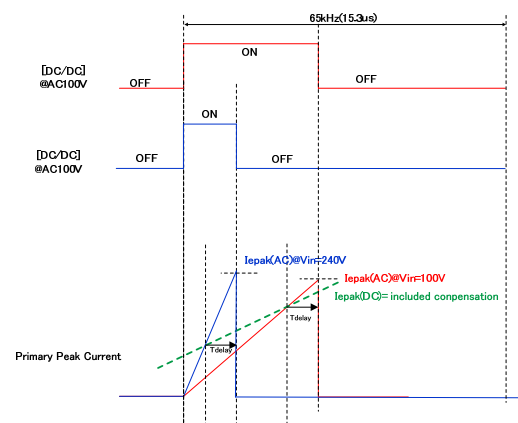 65kHz(15.3us)
ON
[DC/DC]
@AC100V
OFF
OFF
ON
[DC/DC]
@AC100V
OFF
OFF
Iepak(AC)@Vin=240V
Iepak(AC)@Vin=100V
Iepak(DC)= included conpensation
Tdelay
Tdelay
Primary Peak Current